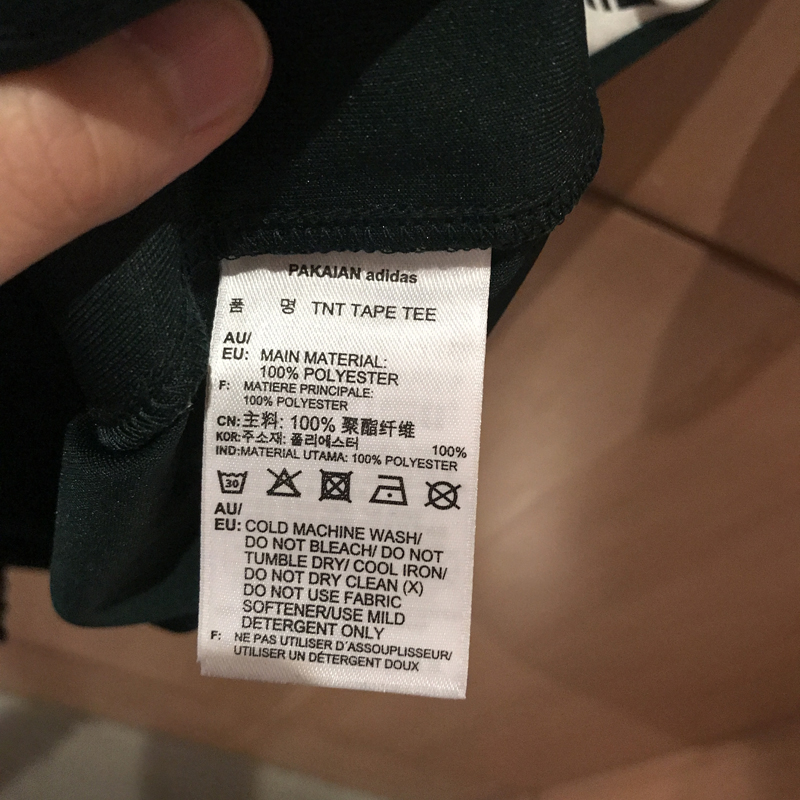 PAKAIAN adidas
품 명 TNT TAPE TEE
AU/
EU: MAIN MATERIAL:
100% POLYESTER
F: MATIERE PRINCIPALE:
100% POLYESTER
CN:主料: 100% 聚酯纤维
KOR:주소재: 폴리에스터 100%
IND:MATERIAL UTAMA: 100% POLYESTER
30
AU/
EU: COLD MACHINE WASH/
DO NOT BLEACH/ DO NOT
TUMBLE DRY/ COOL IRON/
DO NOT DRY CLEAN (X)
DO NOT USE FABRIC
SOFTENER/USE MILD
DETERGENT ONLY
F: NE PAS UTILISER D'ASSOUPLISSEUR/
UTILISER UN DÉTERGENT DOUX